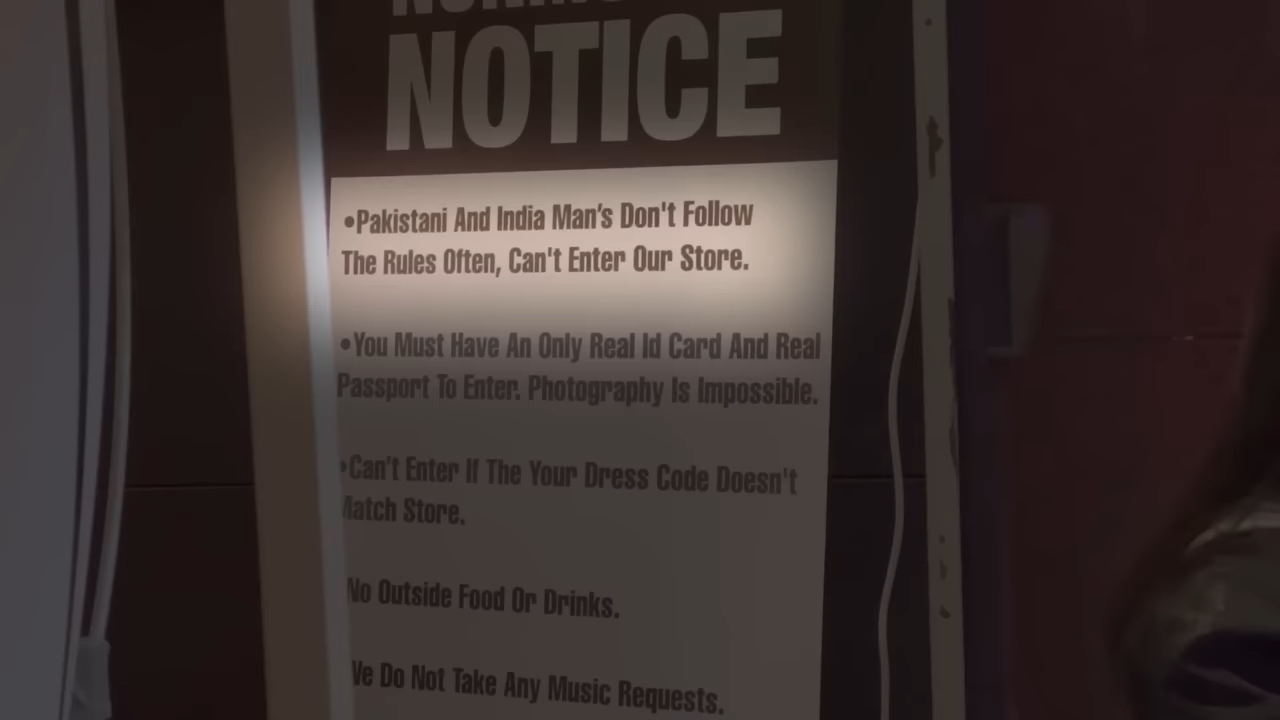 NOTICE
•Pakistani And India Man's Don't Follow
The Rules Often, Can't Enter Our Store.
•You Must Have An Only Real Id Card And Real
Passport To Enter. Photography Is Impossible.
•Can't Enter If The Your Dress Code Doesn't
Match Store.
No Outside Food Or Drinks.
We Do Not Take Any Music Requests.